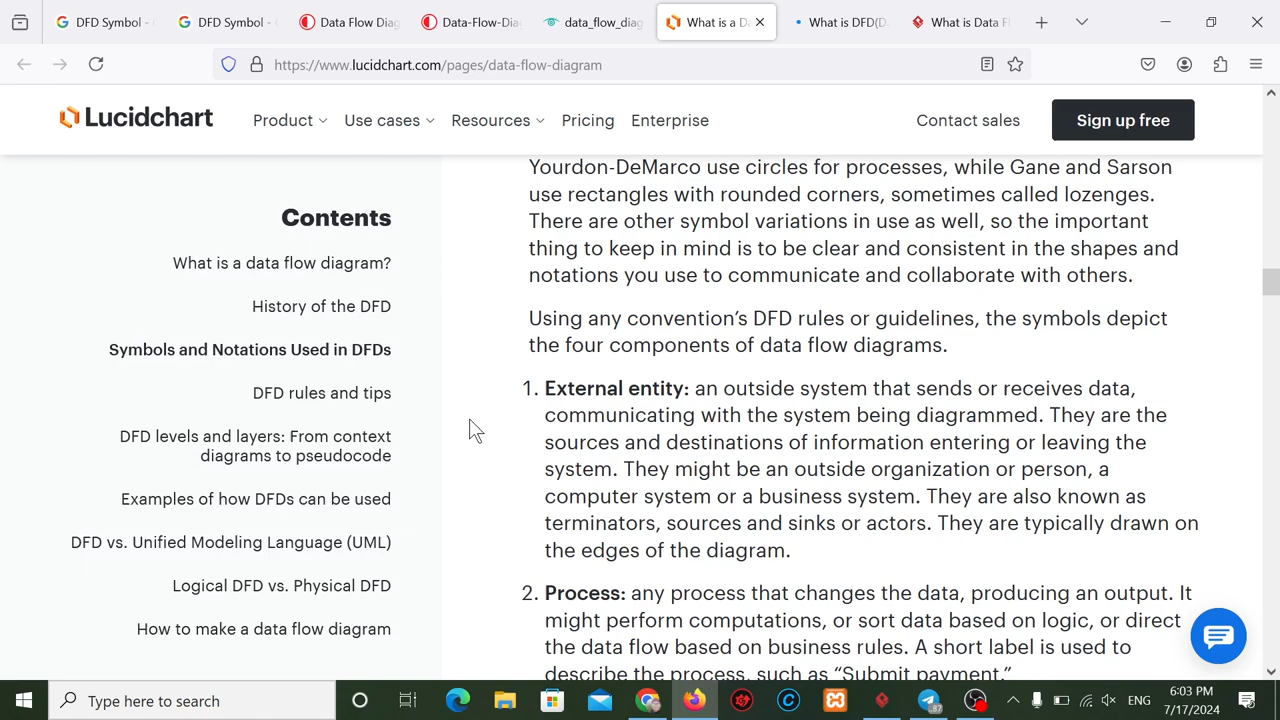 DFD Symbol -
DFD Symbol -
Data Flow Diag
Data-Flow-Dia
data_flow_diag
What is a Da
What is DFD(D
What is Data F
https://www.lucidchart.com/pages/data-flow-diagram
Lucidchart
Product
Use cases
Resources
Pricing
Enterprise
Contact sales
Sign up free
Contents
What is a data flow diagram?
History of the DFD
Symbols and Notations Used in DFDs
DFD rules and tips
DFD levels and layers: From context
diagrams to pseudocode
Examples of how DFDs can be used
DFD vs. Unified Modeling Language (UML)
Logical DFD vs. Physical DFD
How to make a data flow diagram
Yourdon-DeMarco use circles for processes, while Gane and Sarson
use rectangles with rounded corners, sometimes called lozenges.
There are other symbol variations in use as well, so the important
thing to keep in mind is to be clear and consistent in the shapes and
notations you use to communicate and collaborate with others.
Using any convention’s DFD rules or guidelines, the symbols depict
the four components of data flow diagrams.
1. External entity: an outside system that sends or receives data,
communicating with the system being diagrammed. They are the
sources and destinations of information entering or leaving the
system. They might be an outside organization or person, a
computer system or a business system. They are also known as
terminators, sources and sinks or actors. They are typically drawn on
the edges of the diagram.
2. Process: any process that changes the data, producing an output. It
might perform computations, or sort data based on logic, or direct
the data flow based on business rules. A short label is used to
describe the process, such as “Submit payment.”
Type here to search
ENG
6:03 PM
7/17/2024